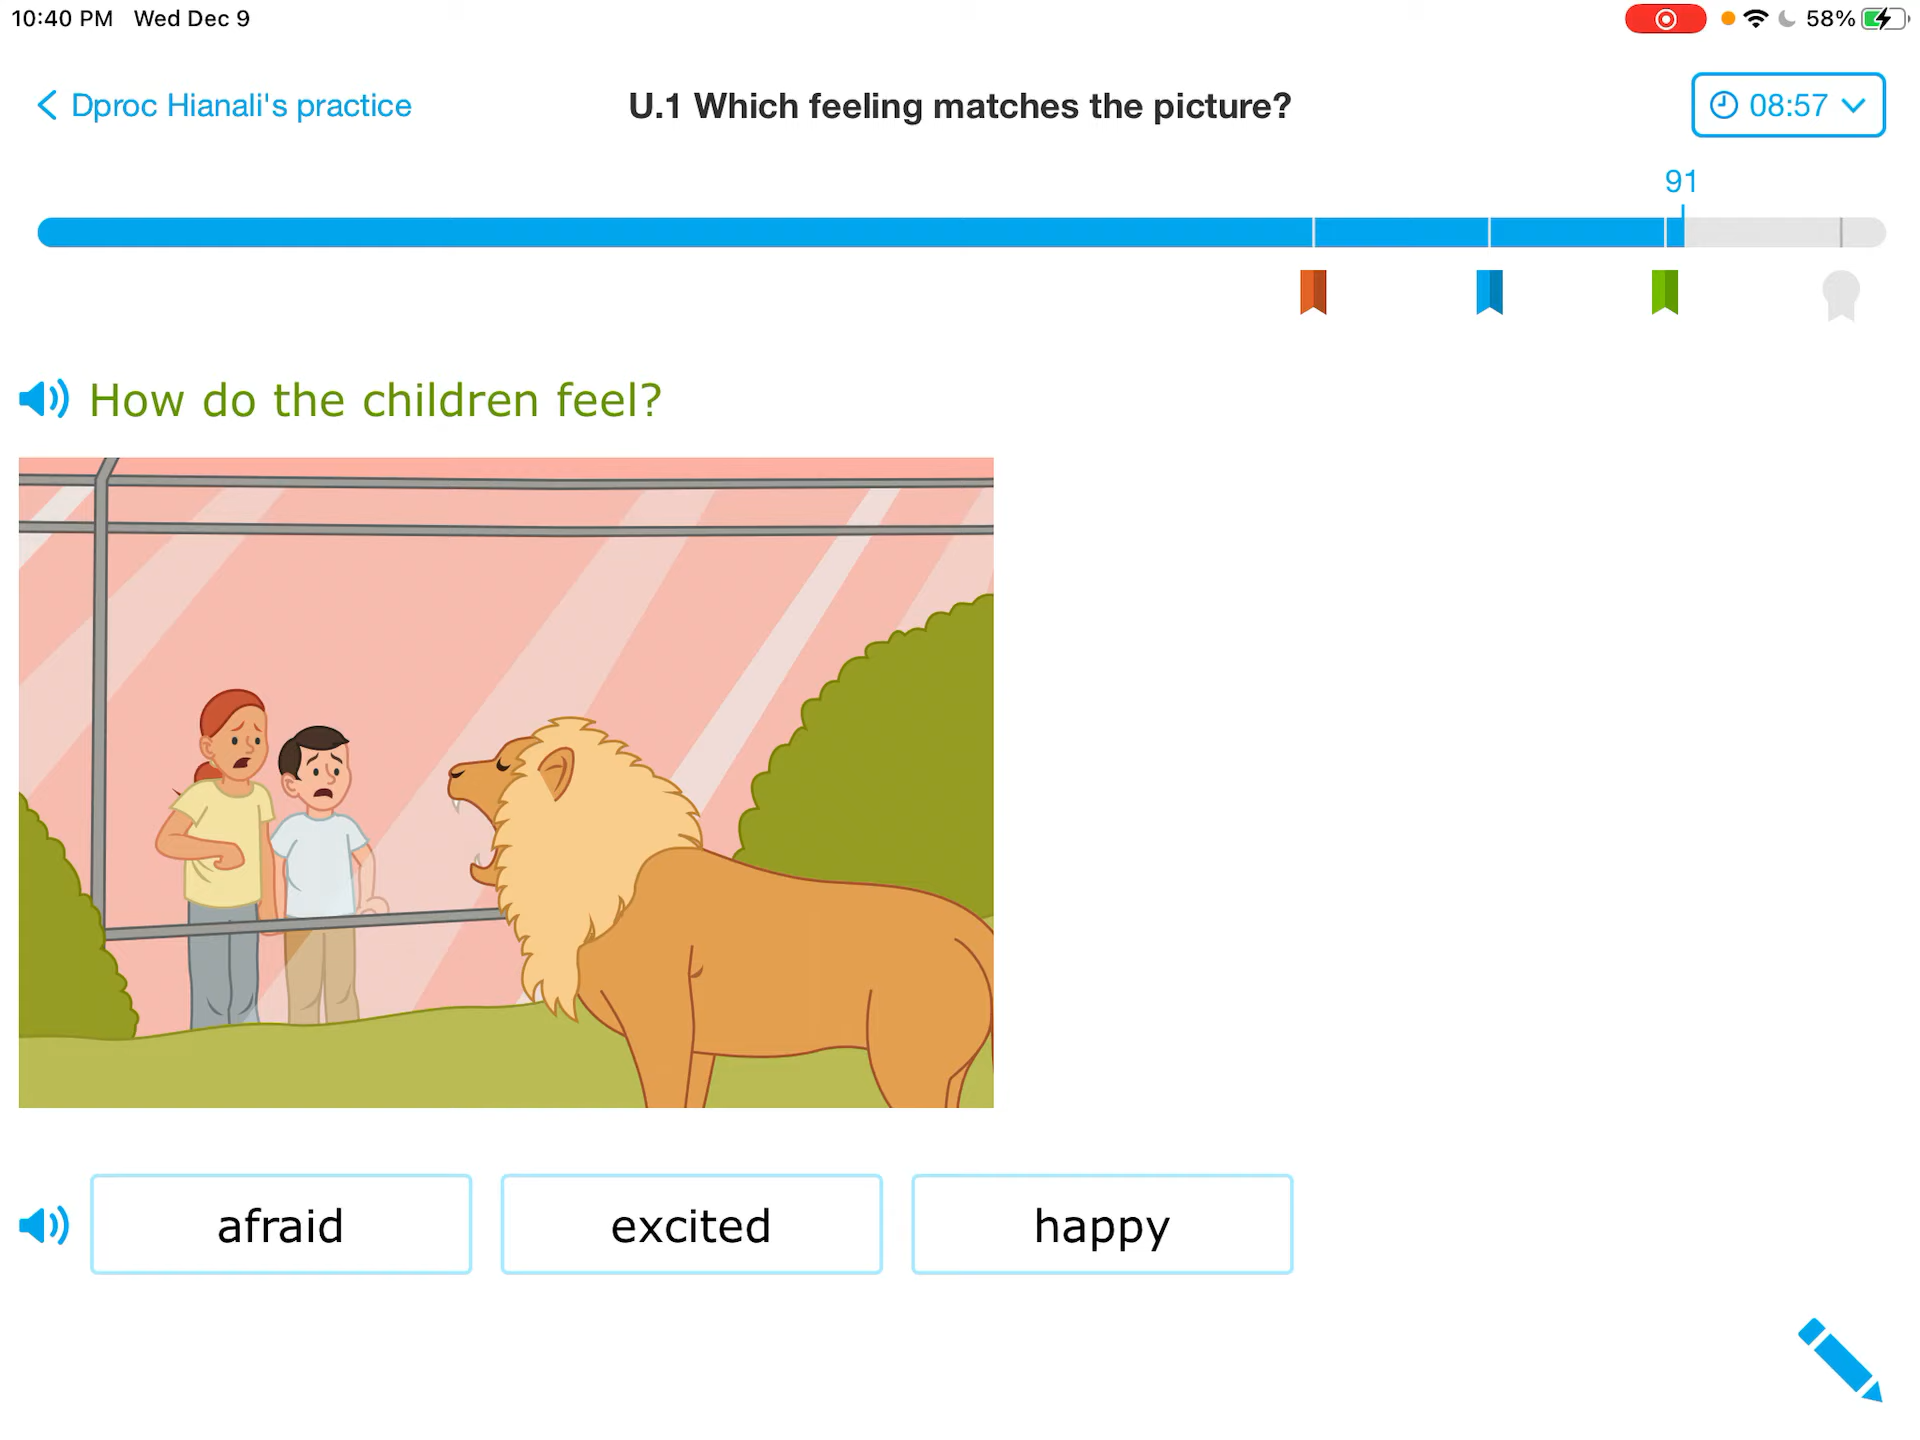 10:40 PM Wed Dec 9
58%
Dproc Hianali's practice
U.1 Which feeling matches the picture?
08:57
91
How do the children feel?
afraid
excited
happy